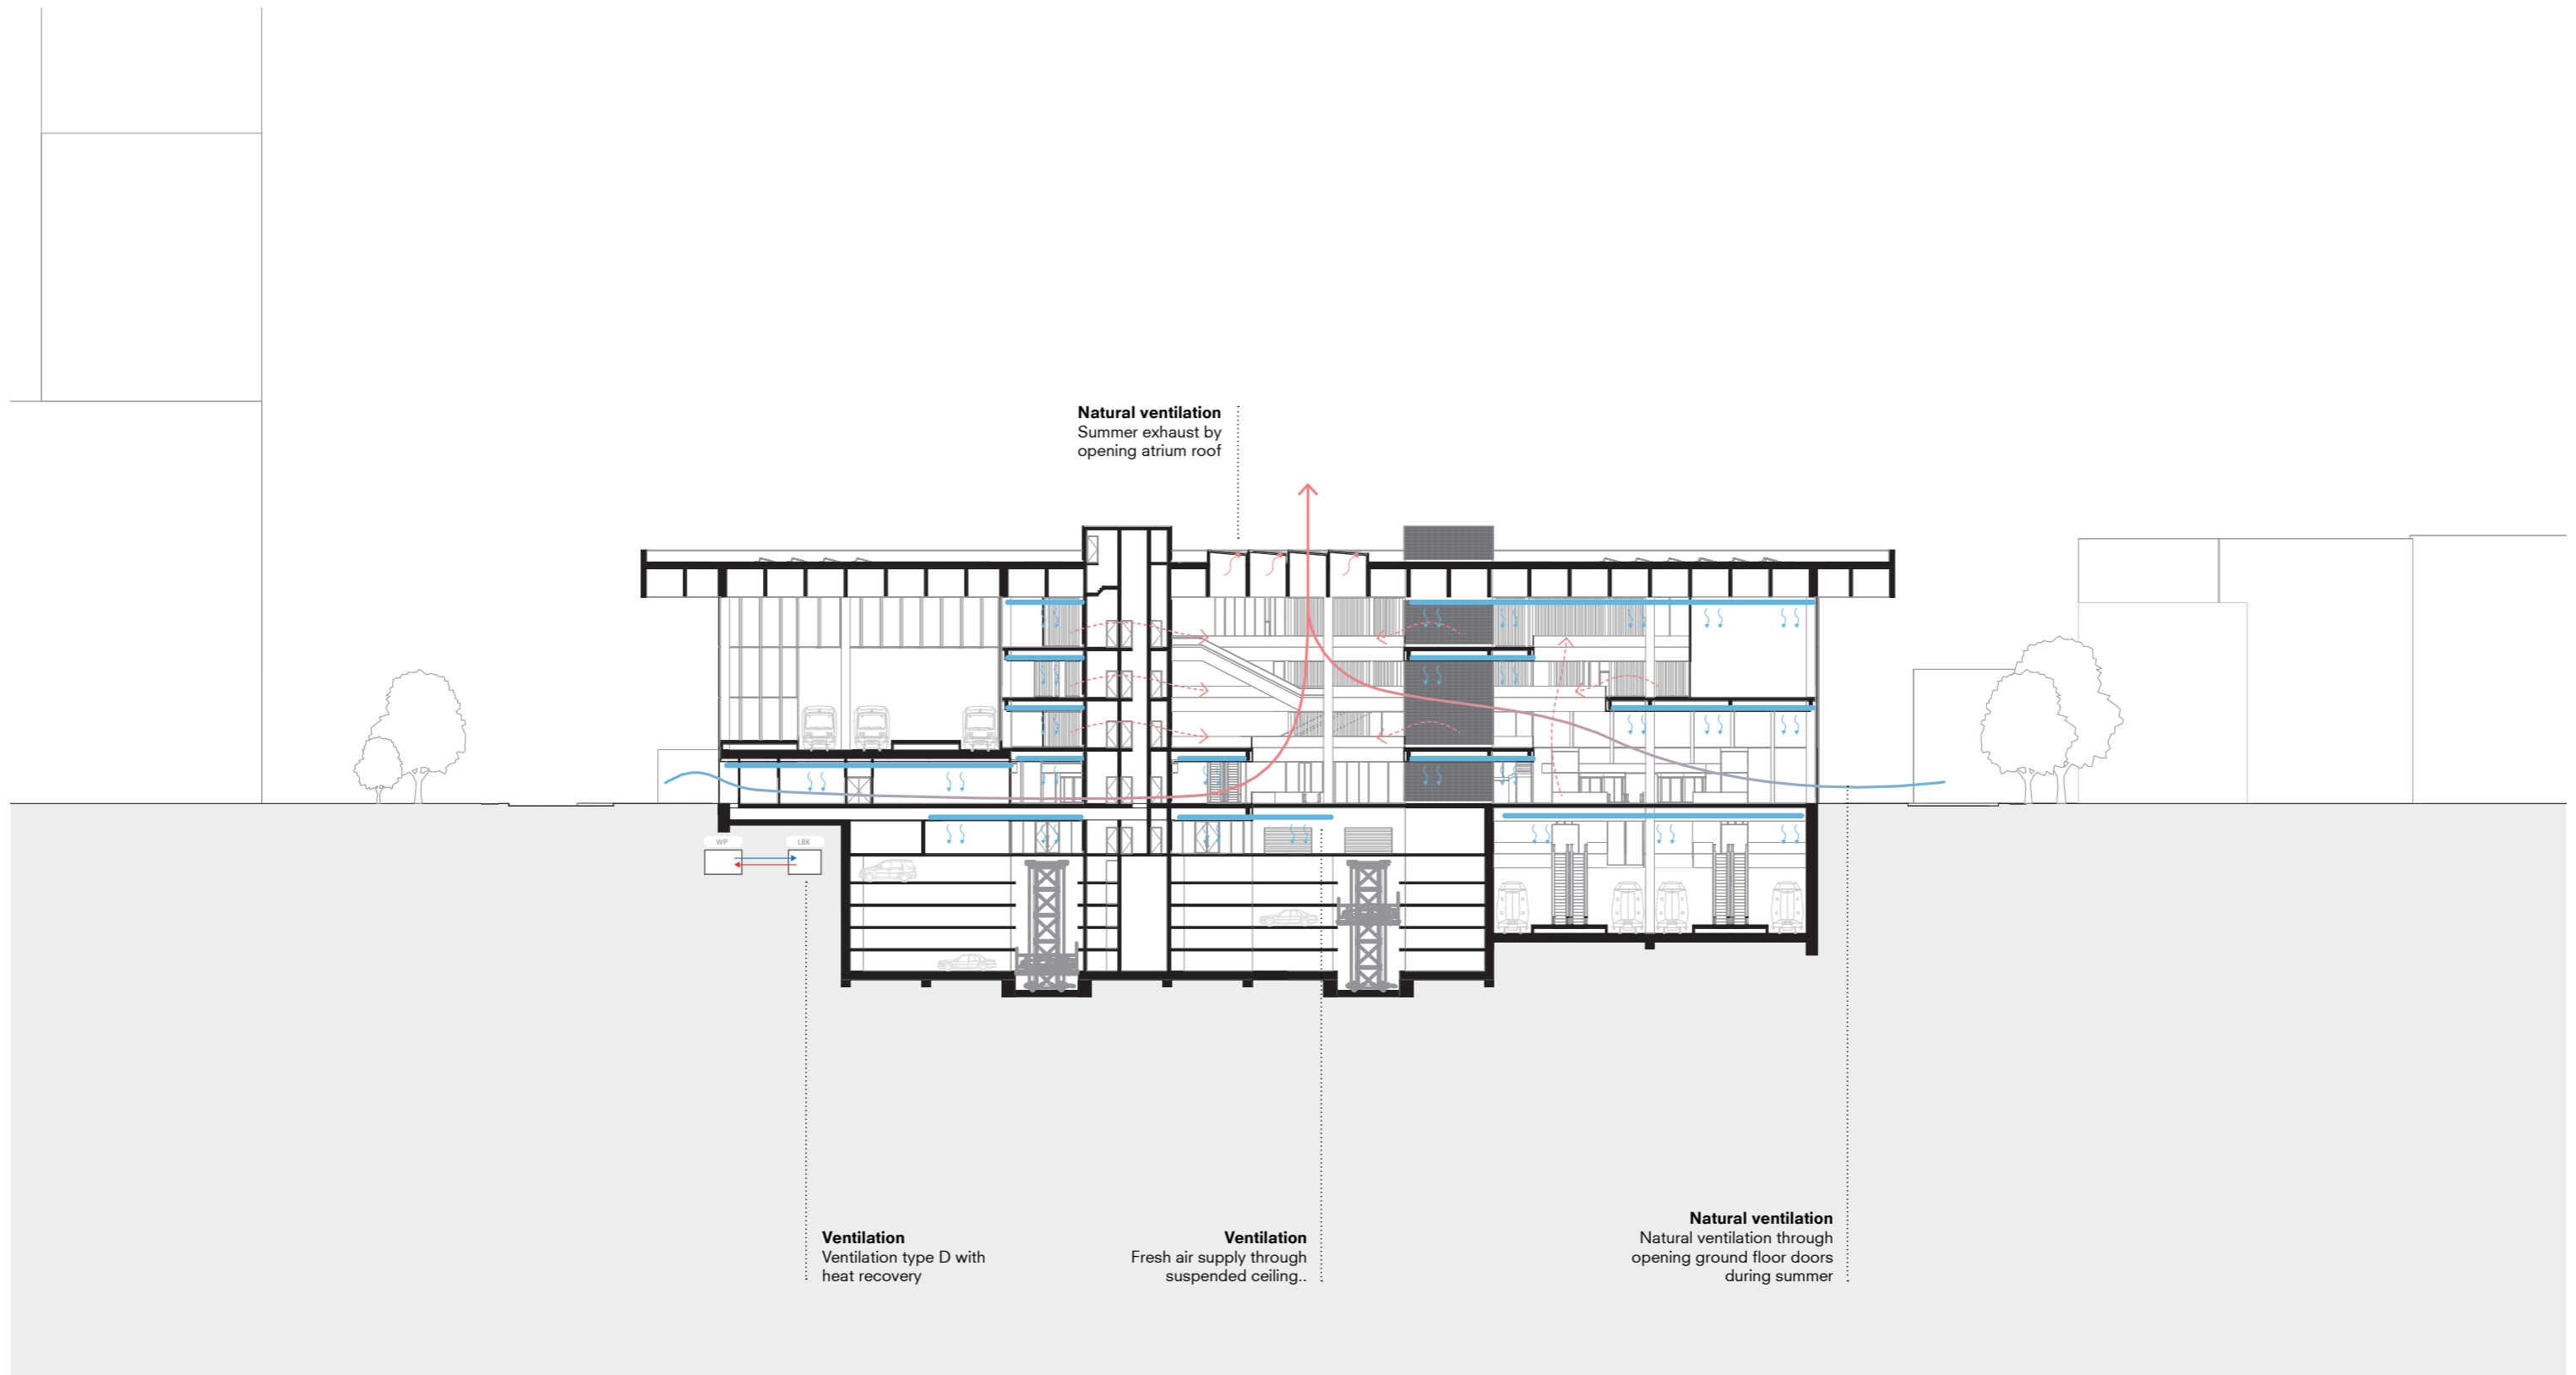 Natural ventilation
Summer exhaust by
opening atrium roof
WP
LBK
Ventilation
Ventilation type D with
heat recovery
Ventilation
Fresh air supply through
suspended ceiling..
Natural ventilation
Natural ventilation through
opening ground floor doors
during summer